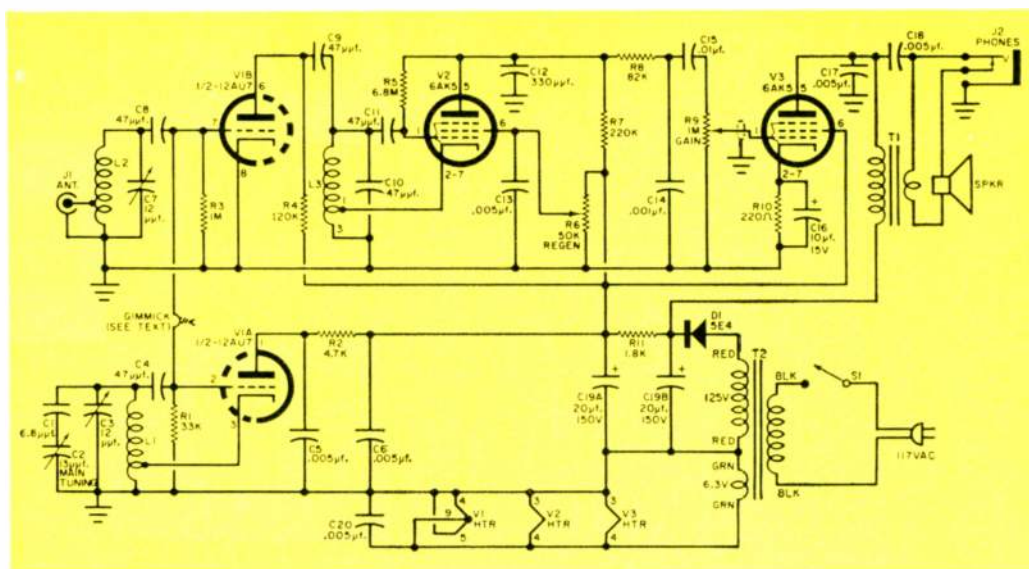 C9
47μμf.
C8
47μμf.
V1B
1/2-12AU7
6
7
8
L2
J1
ANT.
C7
12
μμf.
R3
1M
R4
120K
L3
1
3
C11
47μμf.
C10
47μμf.
R5
6.8M
V2
6AK5
5
1
6
2-7
C12
330μμf.
C13
.005μf.
R6
50K
REGEN
R7
220K
R8
82K
C15
.01μf.
R9
1M
GAIN
C14
.001μf.
V3
6AK5
5
1
6
2-7
R10
220Ω
C16
10μf.
15V
C17
.005μf.
C18
.005μf.
J2
PHONES
T1
SPKR
GIMMICK
(SEE TEXT)
V1A
1/2-12AU7
1
2
3
C4
47μμf.
C1
6.8μμf.
C2
13μμf.
MAIN
TUNING
C3
12
μμf.
L1
R1
33K
R2
4.7K
C5
.005μf.
C6
.005μf.
C20
.005μf.
9
4
5
V1
HTR
3
4
V2
HTR
3
4
V3
HTR
R11
1.8K
C19A
20μf.
150V
C19B
20μf.
150V
D1
5E4
RED
125V
RED
GRN
6.3V
GRN
T2
BLK
BLK
S1
117VAC